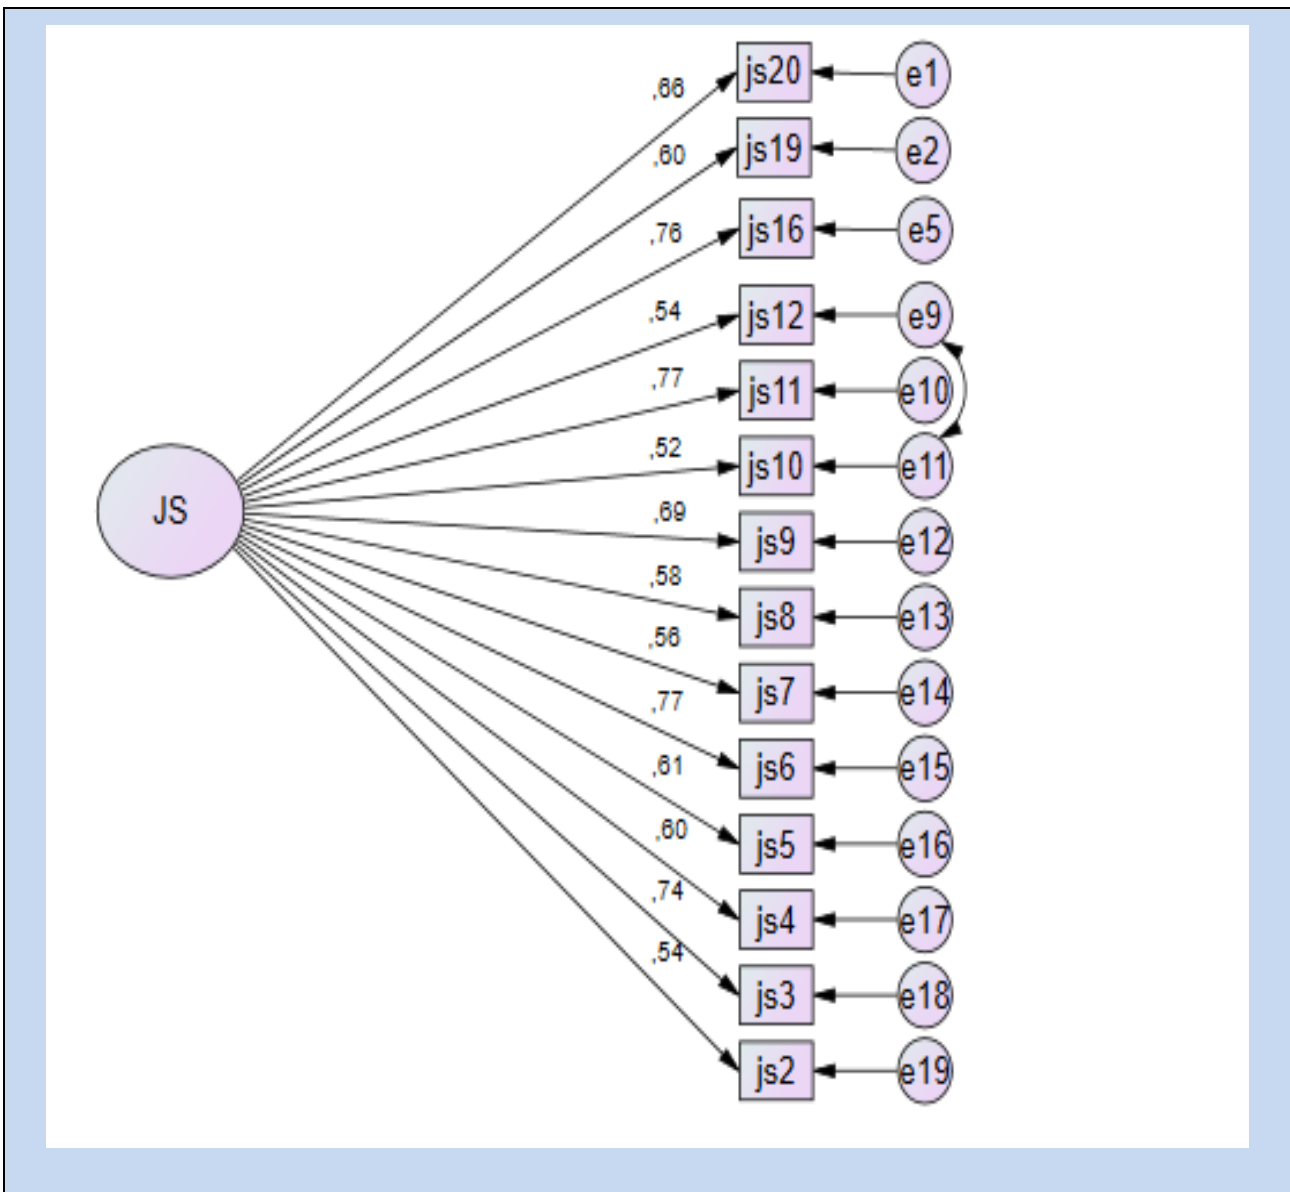 js20 e1
,66
js19 e2
,60
js16 e5
,76
js12 e9
,54
js11 e10
,77
js10 e11
,52
JS
js9 e12
,69
js8 e13
,58
js7 e14
,56
js6 e15
,77
js5 e16
,61
js4 e17
,60
js3 e18
,74
js2 e19
,54